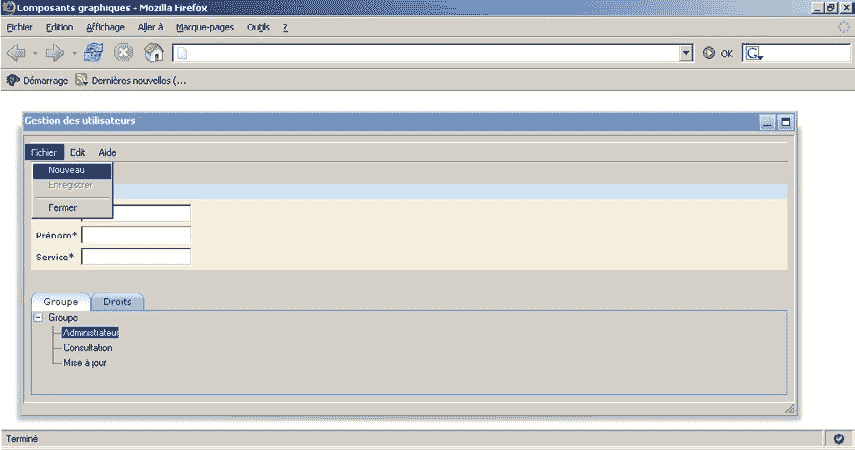 Composants graphiques - Mozilla Firefox
Fichier Edition Affichage Aller à Marque-pages Outils ?
OK G
Démarrage Dernières nouvelles (...
Gestion des utilisateurs
Fichier Edit Aide
Nouveau
Enregistrer
Fermer
Prénom*
Service*
Groupe Droits
Groupe
Administrateur
Consultation
Mise à jour
Terminé